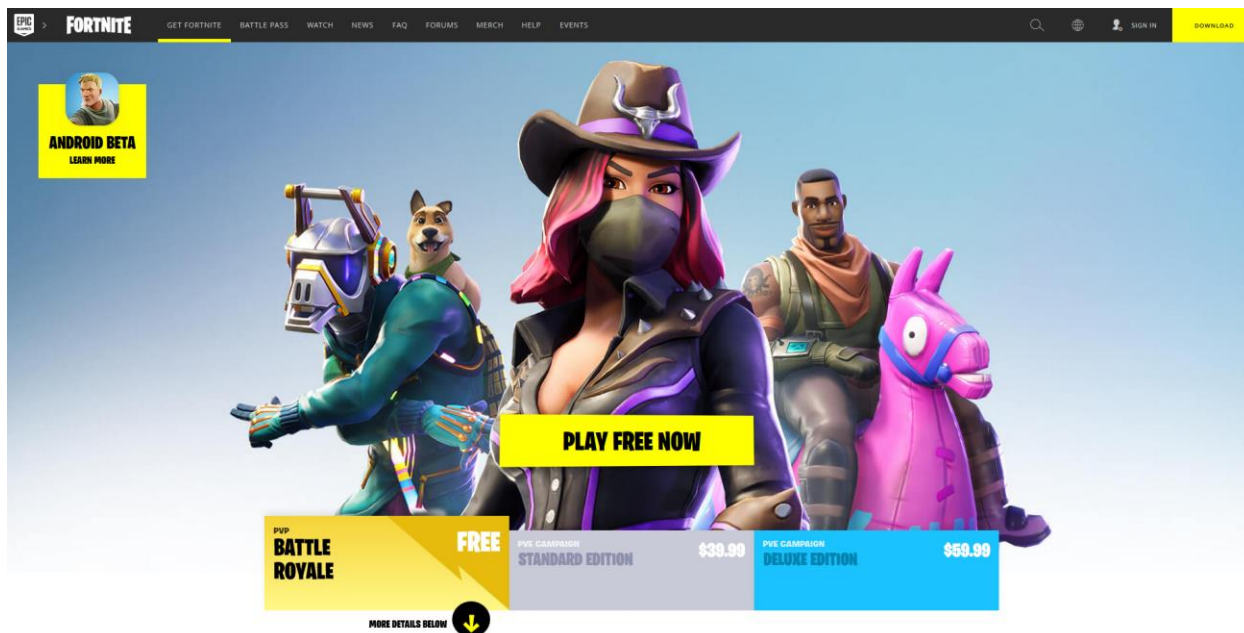 EPIC
GAMES
FORTNITE
GET FORTNITE
BATTLE PASS
WATCH
NEWS
FAQ
FORUMS
MERCH
HELP
EVENTS
SIGN IN
DOWNLOAD
ANDROID BETA
LEARN MORE
PLAY FREE NOW
PVP
BATTLE
ROYALE
FREE
PVE CAMPAIGN
STANDARD EDITION
$39.99
PVE CAMPAIGN
DELUXE EDITION
$59.99
MORE DETAILS BELOW